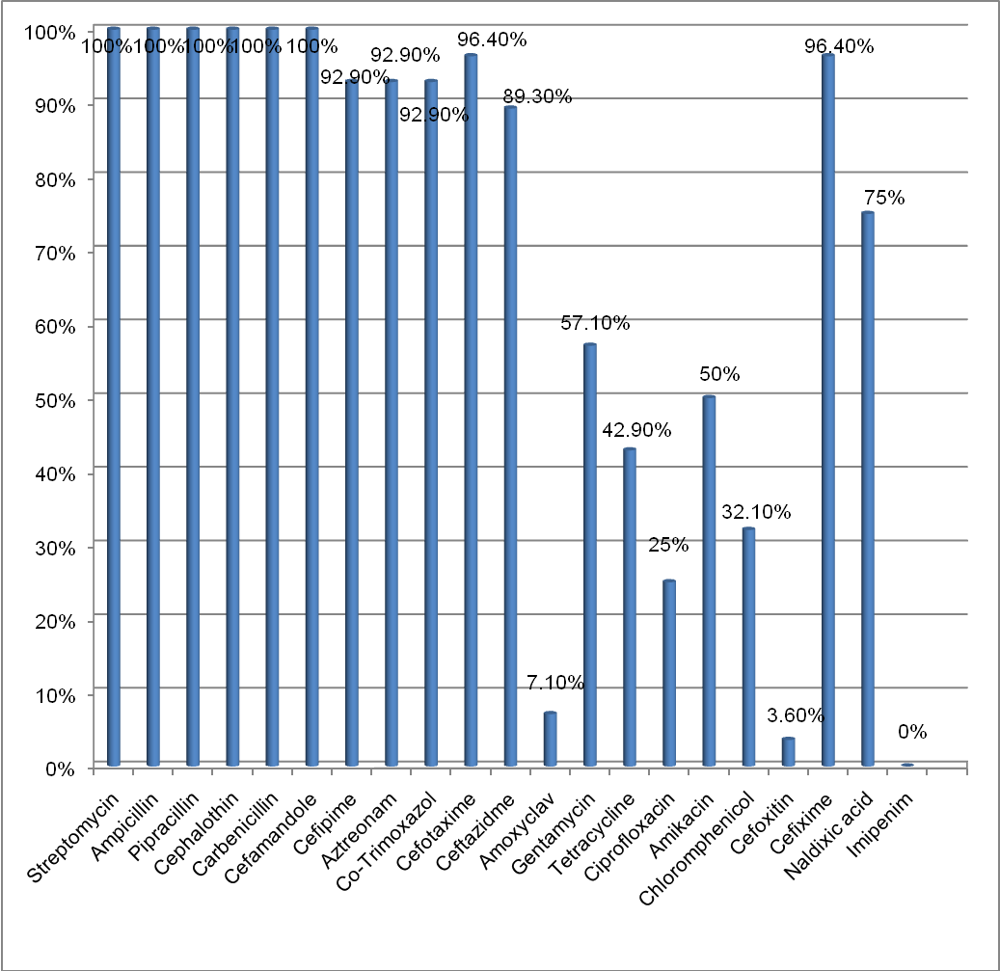 100%
90%
80%
70%
60%
50%
40%
30%
20%
10%
0%
100%
100%
100%
100%
100%
92.90%
92.90%
92.90%
96.40%
89.30%
7.10%
57.10%
42.90%
25%
50%
32.10%
3.60%
96.40%
75%
0%
Streptomycin
Ampicillin
Pipracillin
Cephalothin
Carbenicillin
Cefamandole
Cefipime
Aztreonam
Co-Trimoxazol
Cefotaxime
Ceftazidme
Amoxyclav
Gentamycin
Tetracycline
Ciprofloxacin
Amikacin
Chloromphenicol
Cefoxitin
Cefixime
Naldixic acid
Imipenim